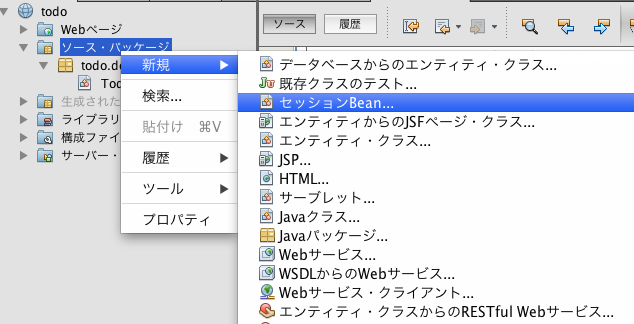 todo
Webページ
ソース・パッケージ
todo.de
Tod
生成された
ライブラリ
構成ファイ
サーバー・
ソース
履歴
新規
検索...
貼付け ⌘V
履歴
ツール
プロパティ
データベースからのエンティティ・クラス...
既存クラスのテスト...
セッションBean...
エンティティからのJSFページ・クラス...
エンティティ・クラス...
JSP...
HTML...
サーブレット...
Javaクラス...
Javaパッケージ...
Webサービス...
WSDLからのWebサービス...
Webサービス・クライアント...
エンティティ・クラスからのRESTful Webサービス...